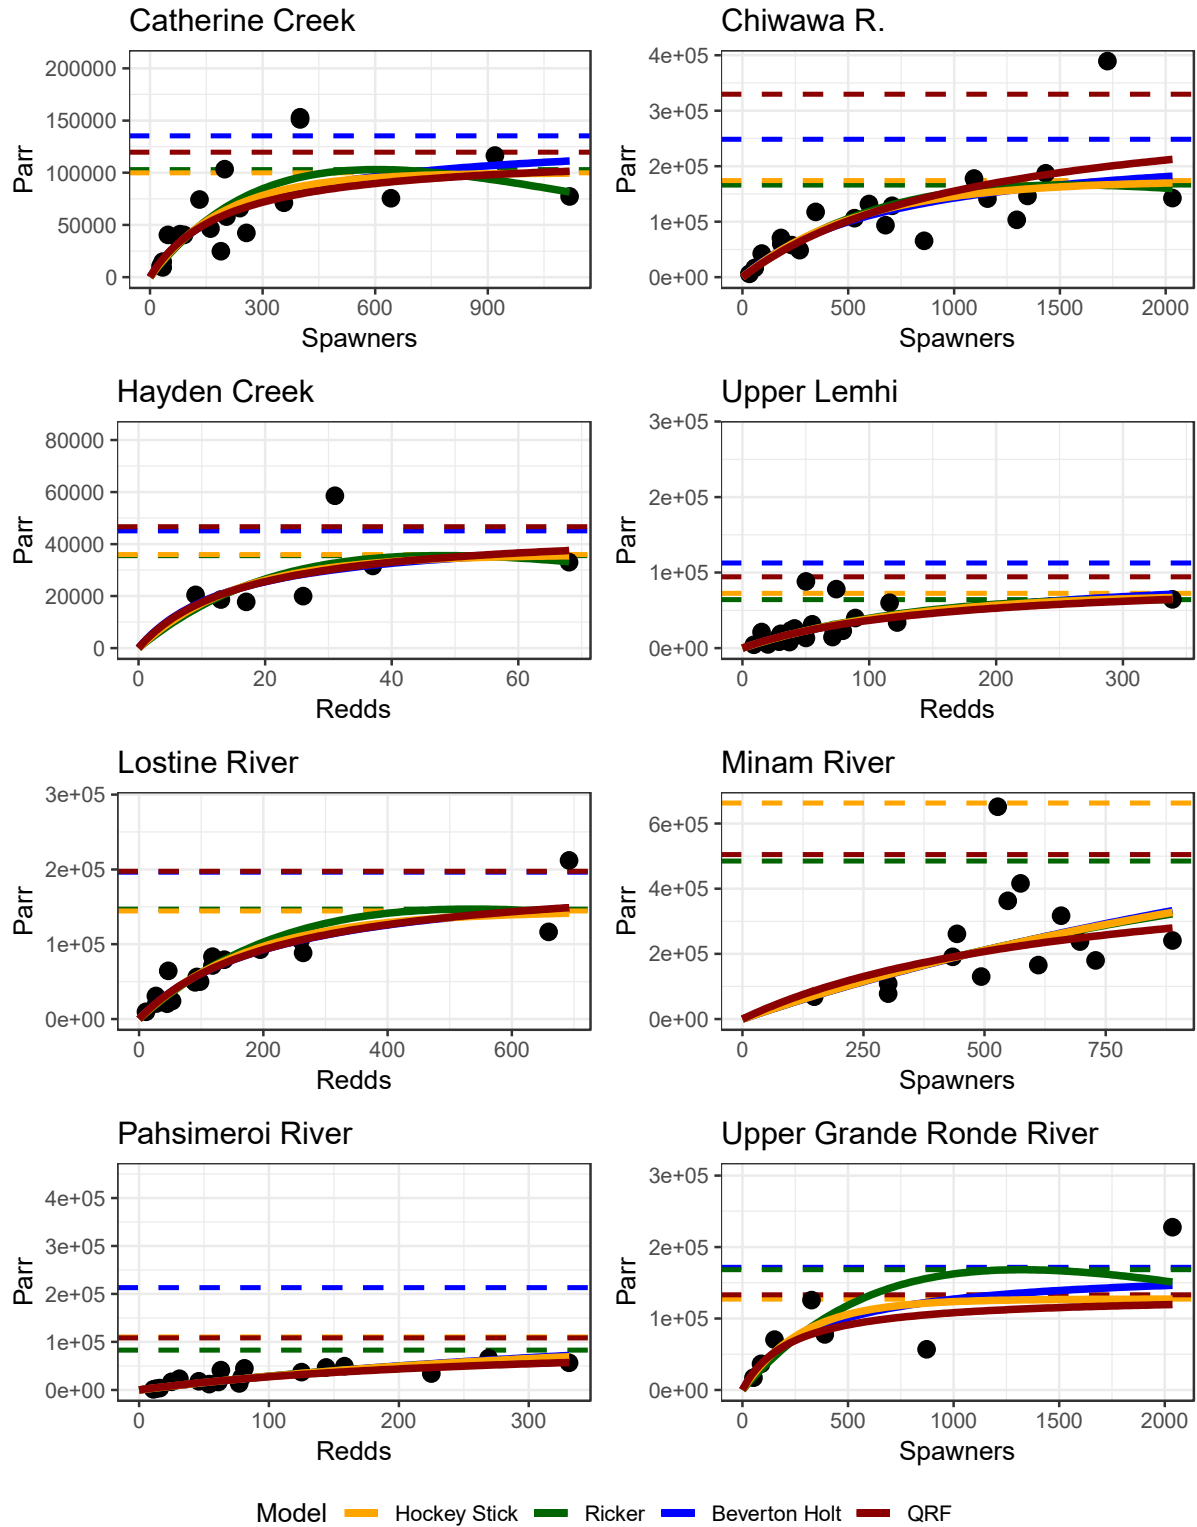 Catherine Creek
200000
150000
100000
50000
0
Parr
0 300 600 900
Spawners
Chiwawa R.
4e+05
3e+05
2e+05
1e+05
0e+00
Parr
0 500 1000 1500 2000
Spawners
Hayden Creek
80000
60000
40000
20000
0
Parr
0 20 40 60
Redds
Upper Lemhi
3e+05
2e+05
1e+05
0e+00
Parr
0 100 200 300
Redds
Lostine River
3e+05
2e+05
1e+05
0e+00
Parr
0 200 400 600
Redds
Minam River
6e+05
4e+05
2e+05
0e+00
Parr
0 250 500 750
Spawners
Pahsimeroi River
4e+05
3e+05
2e+05
1e+05
0e+00
Parr
0 100 200 300
Redds
Upper Grande Ronde River
3e+05
2e+05
1e+05
0e+00
Parr
0 500 1000 1500 2000
Spawners
Model Hockey Stick Ricker Beverton Holt QRF